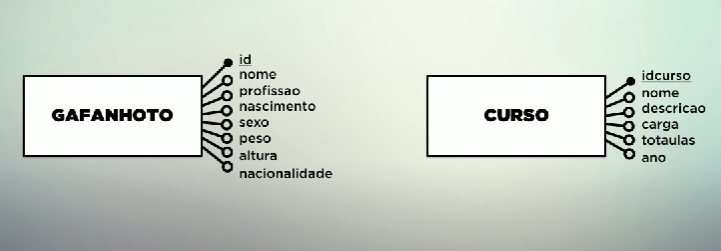 GAFANHOTO
id
nome
profissao
nascimento
sexo
peso
altura
nacionalidade
CURSO
idcurso
nome
descricao
carga
totaulas
ano